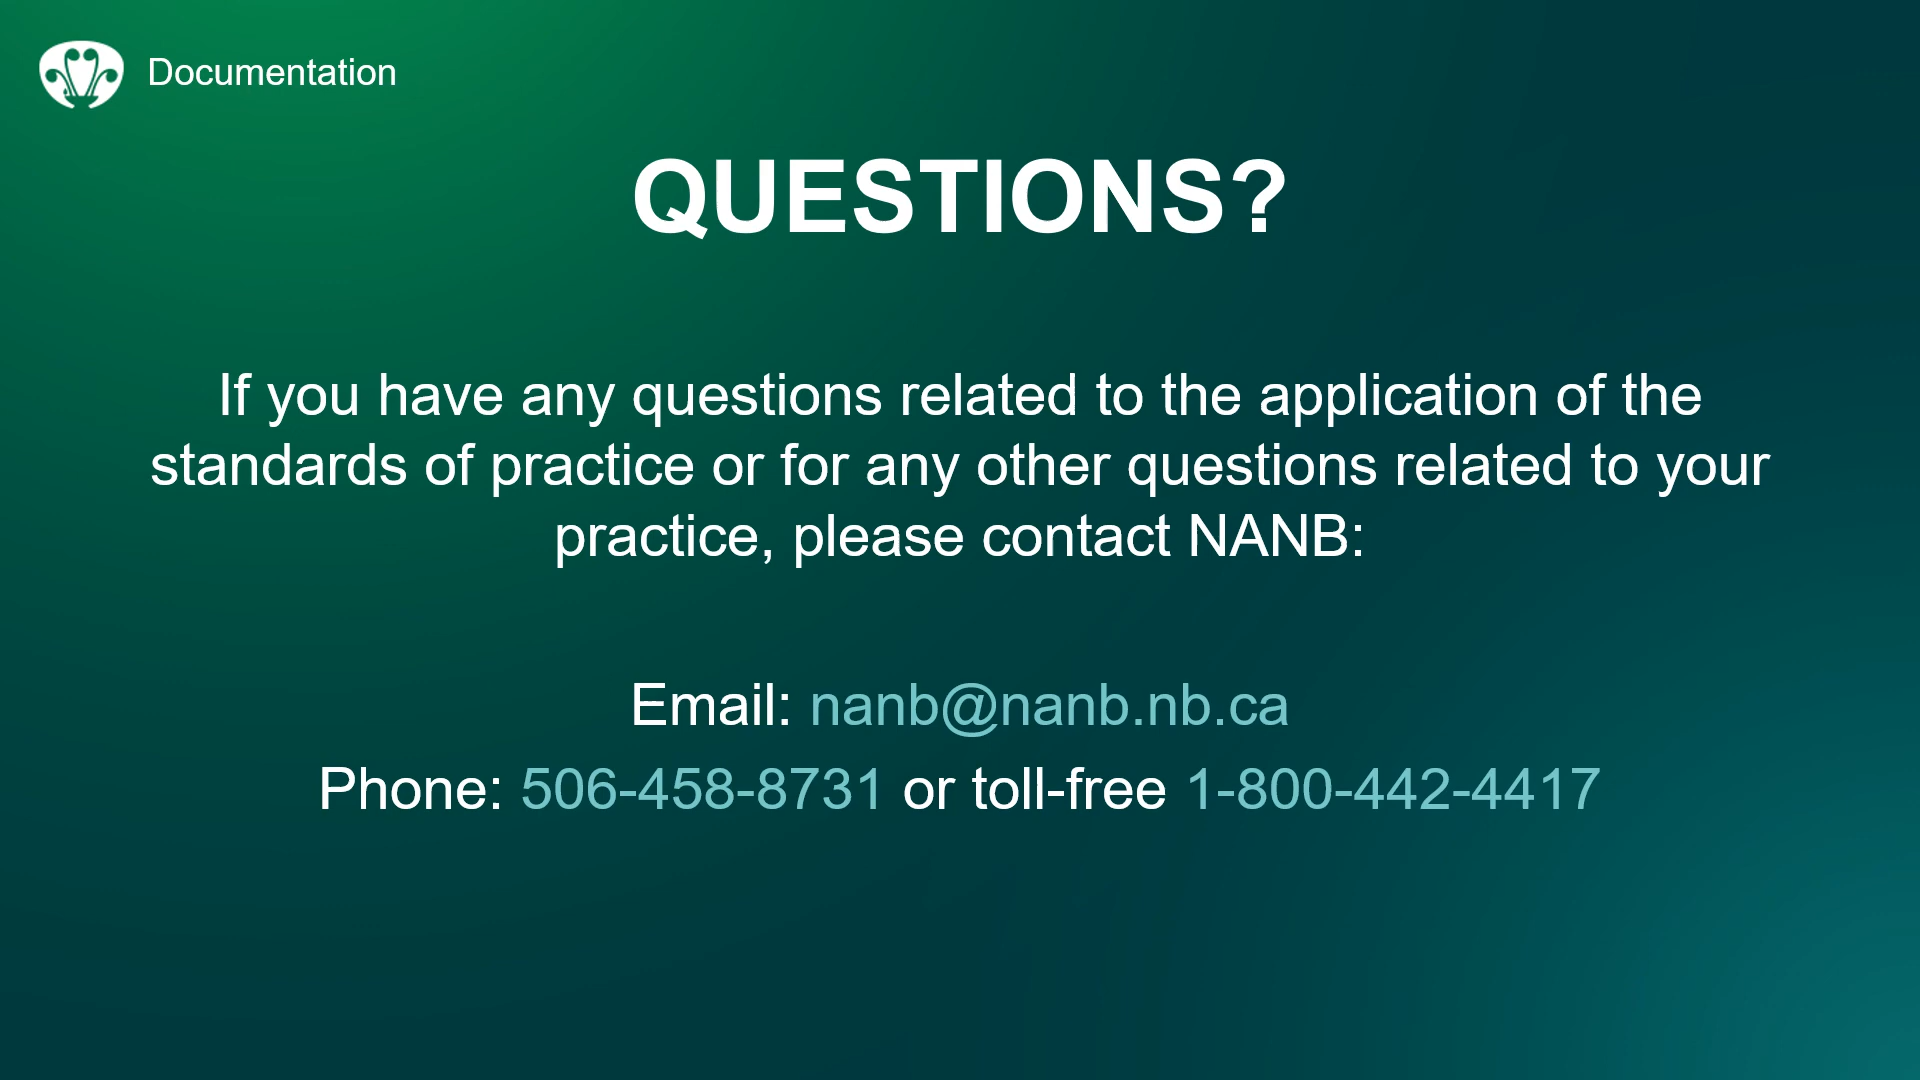 Documentation
QUESTIONS?
If you have any questions related to the application of the
standards of practice or for any other questions related to your
practice, please contact NANB:
Email: nanb@nanb.nb.ca
Phone: 506-458-8731 or toll-free 1-800-442-4417